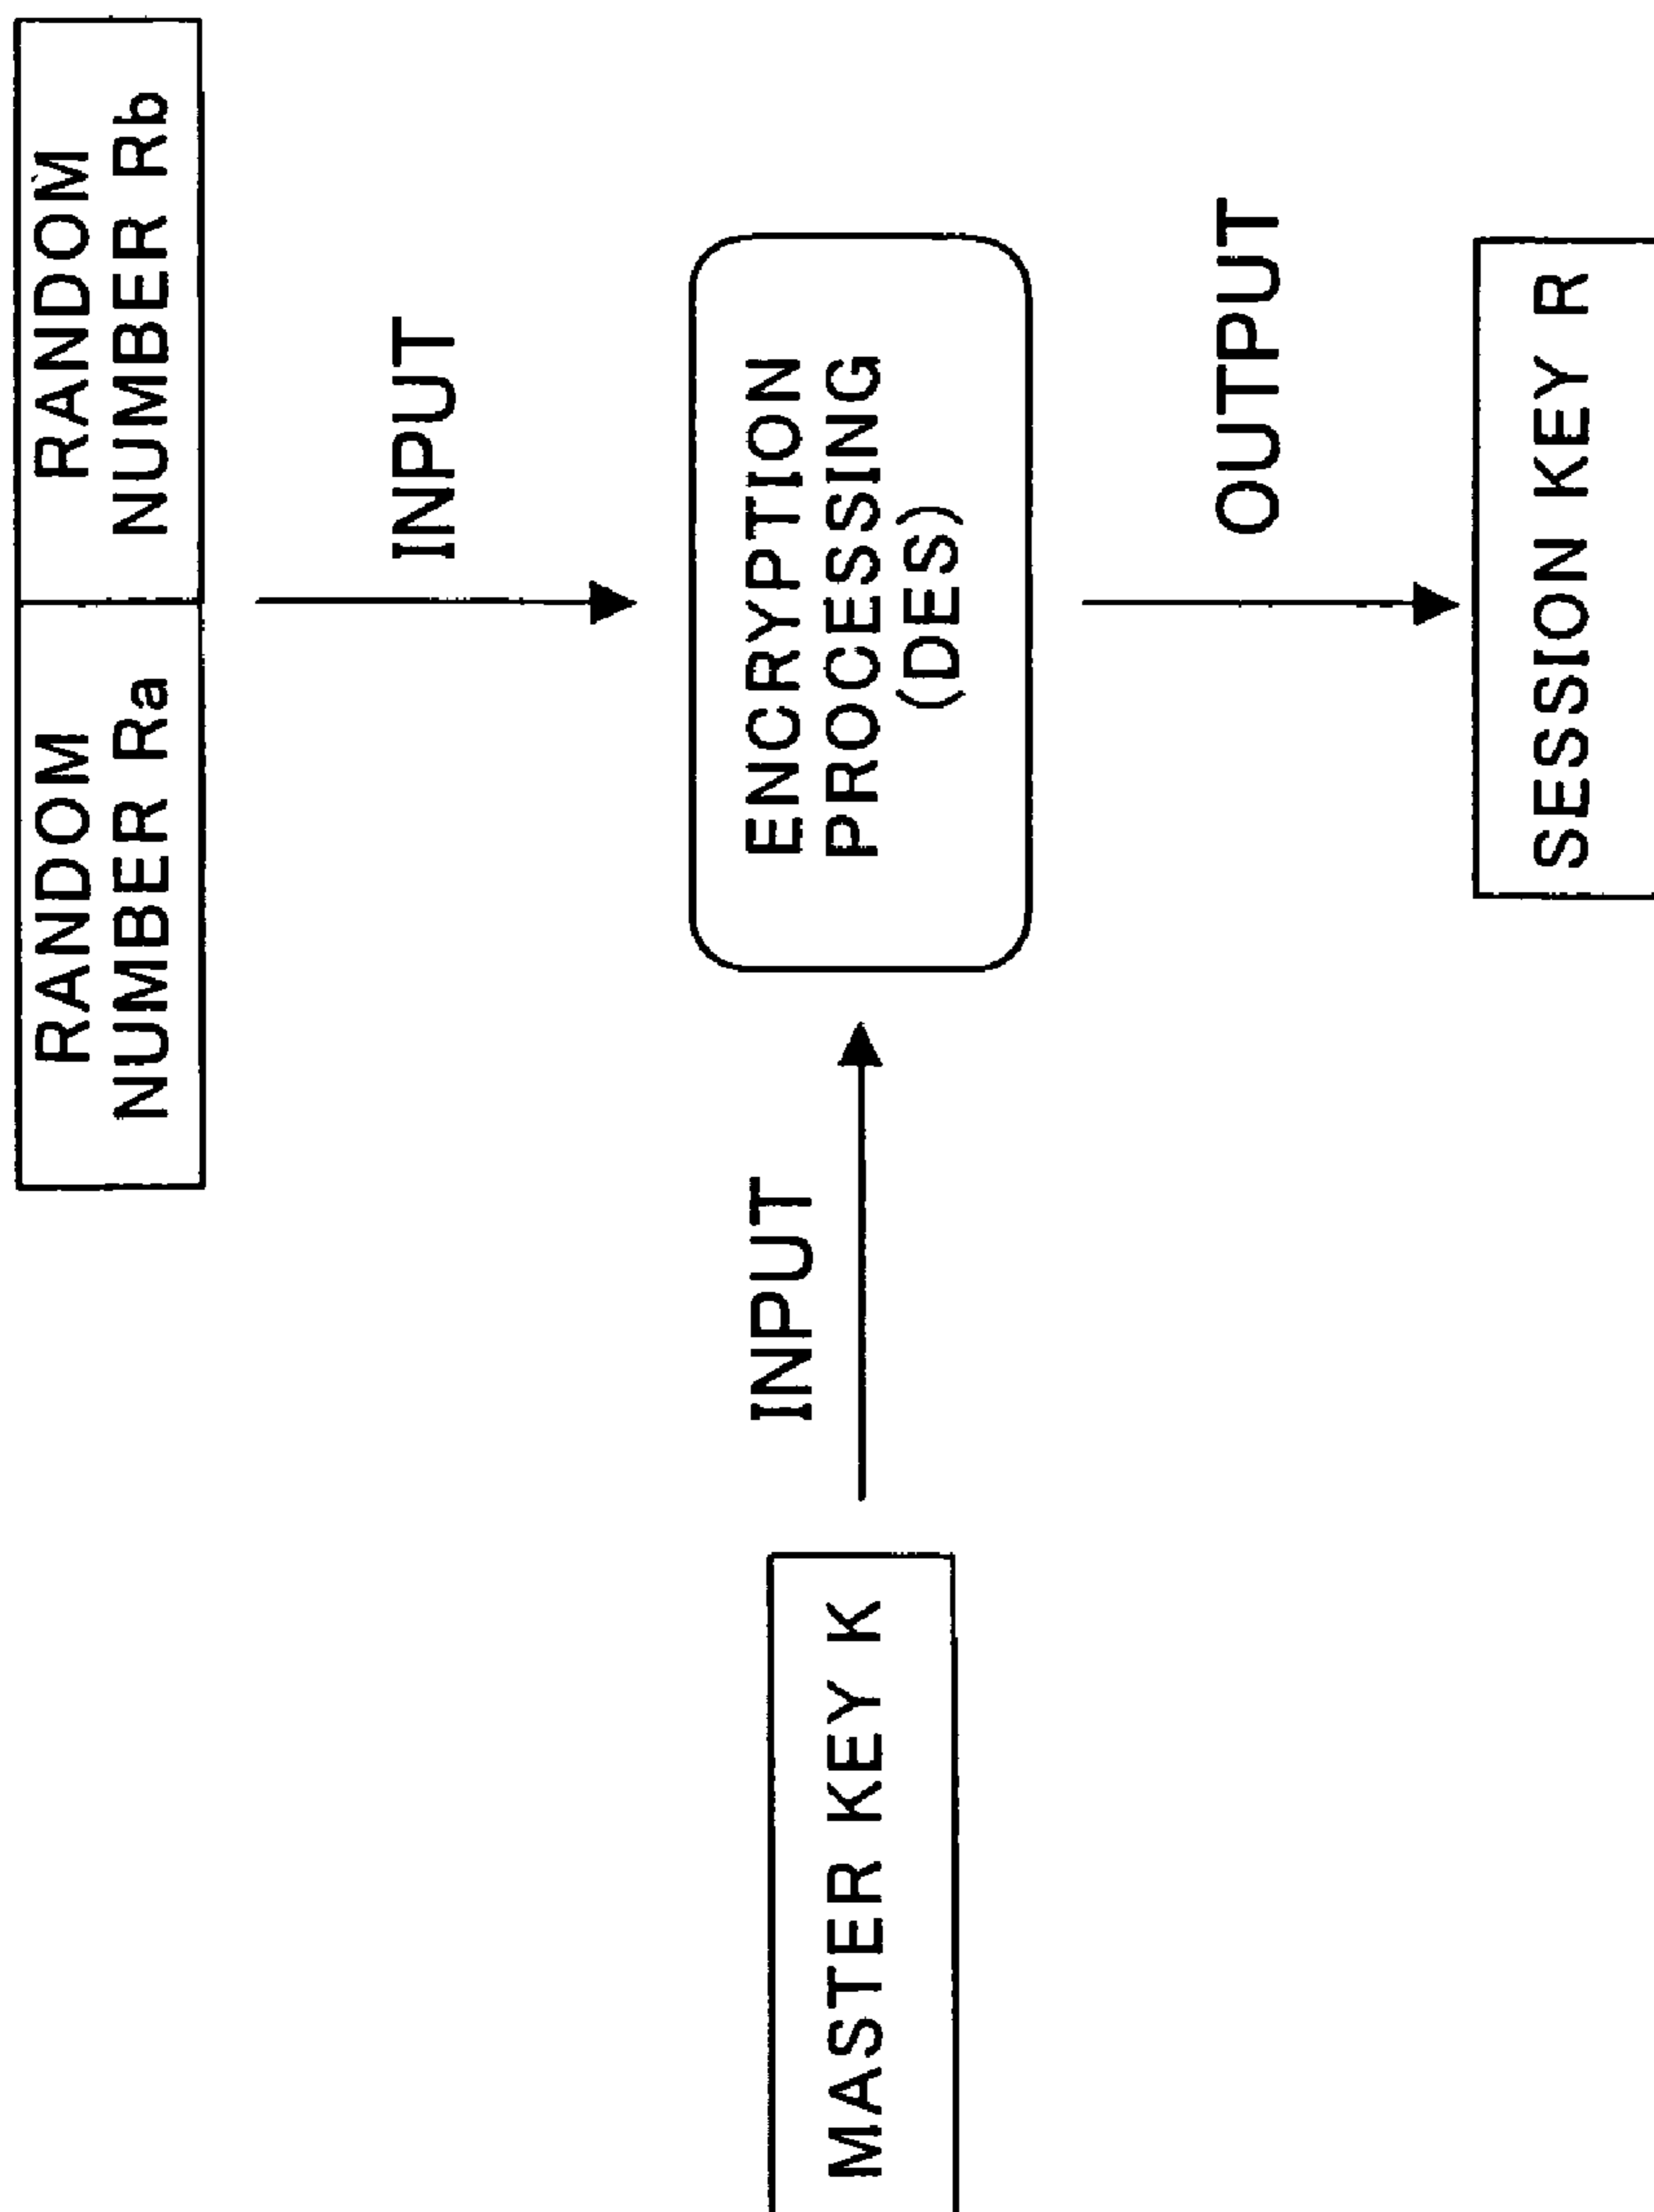 RANDOM
NUMBER Ra
RANDOM
NUMBER Rb
INPUT
MASTER KEY K
INPUT
ENCRYPTION
PROCESSING
(DES)
OUTPUT
SESSION KEY R